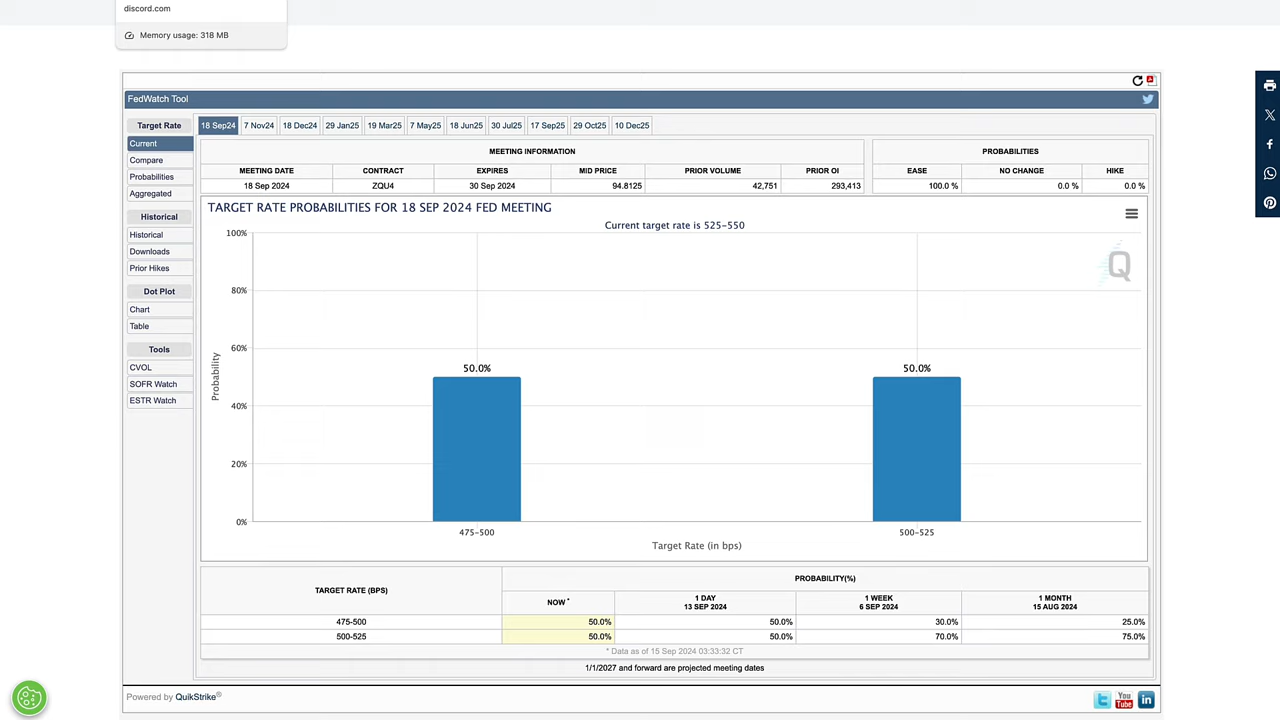 discord.com
Memory usage: 318 MB
FedWatch Tool
Target Rate
Current
Compare
Probabilities
Aggregated
Historical
Historical
Downloads
Prior Hikes
Dot Plot
Chart
Table
Tools
CVOL
SOFR Watch
ESTR Watch
18 Sep24 7 Nov24 18 Dec24 29 Jan25 19 Mar25 7 May25 18 Jun25 30 Jul25 17 Sep25 29 Oct25 10 Dec25
MEETING INFORMATION
MEETING DATE CONTRACT EXPIRES MID PRICE PRIOR VOLUME PRIOR OI
18 Sep 2024 ZQU4 30 Sep 2024 94.8125 42,751 293,413
PROBABILITIES
EASE NO CHANGE HIKE
100.0 % 0.0 % 0.0 %
TARGET RATE PROBABILITIES FOR 18 SEP 2024 FED MEETING
Current target rate is 525-550
Q
Probability
100%
80%
60%
40%
20%
0%
50.0% 50.0%
475-500 500-525
Target Rate (in bps)
TARGET RATE (BPS) PROBABILITY(%)
NOW * 1 DAY 1 WEEK 1 MONTH
13 SEP 2024 6 SEP 2024 15 AUG 2024
475-500 50.0% 50.0% 30.0% 25.0%
500-525 50.0% 50.0% 70.0% 75.0%
* Data as of 15 Sep 2024 03:33:32 CT
1/1/2027 and forward are projected meeting dates
Powered by QuikStrike®
You Tube
in